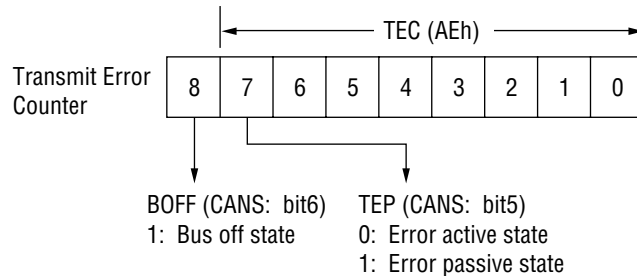 TEC (AEh)
Transmit Error
Counter
8 7 6 5 4 3 2 1 0
BOFF (CANS: bit6)
1: Bus off state
TEP (CANS: bit5)
0: Error active state
1: Error passive state